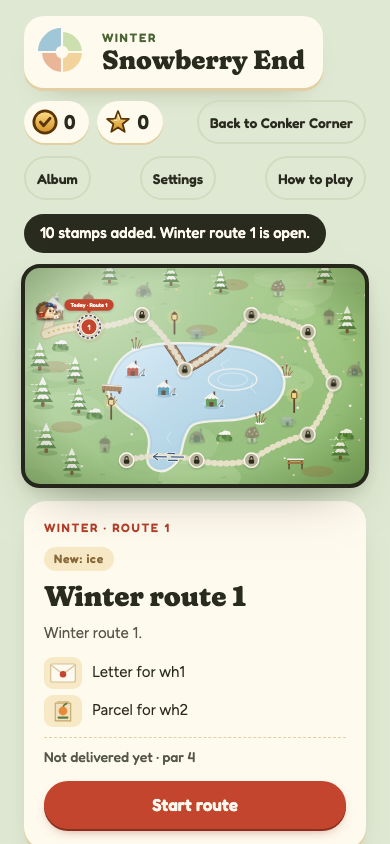 WINTER
Snowberry End
0
0
Back to Conker Corner
Album
Settings
How to play
10 stamps added. Winter route 1 is open.
Today · Route 1
1
WINTER · ROUTE 1
New: ice
Winter route 1
Winter route 1.
Letter for wh1
Parcel for wh2
Not delivered yet · par 4
Start route